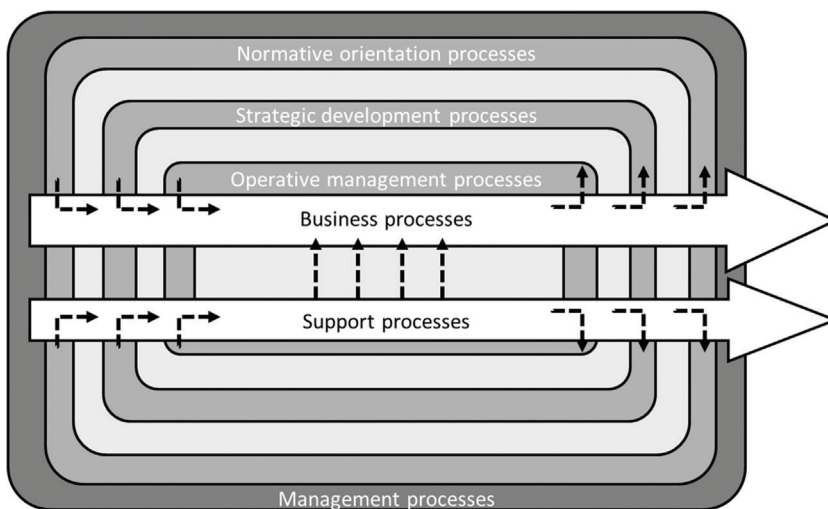 Normative orientation processes
Strategic development processes
Operative management processes
Business processes
Support processes
Management processes